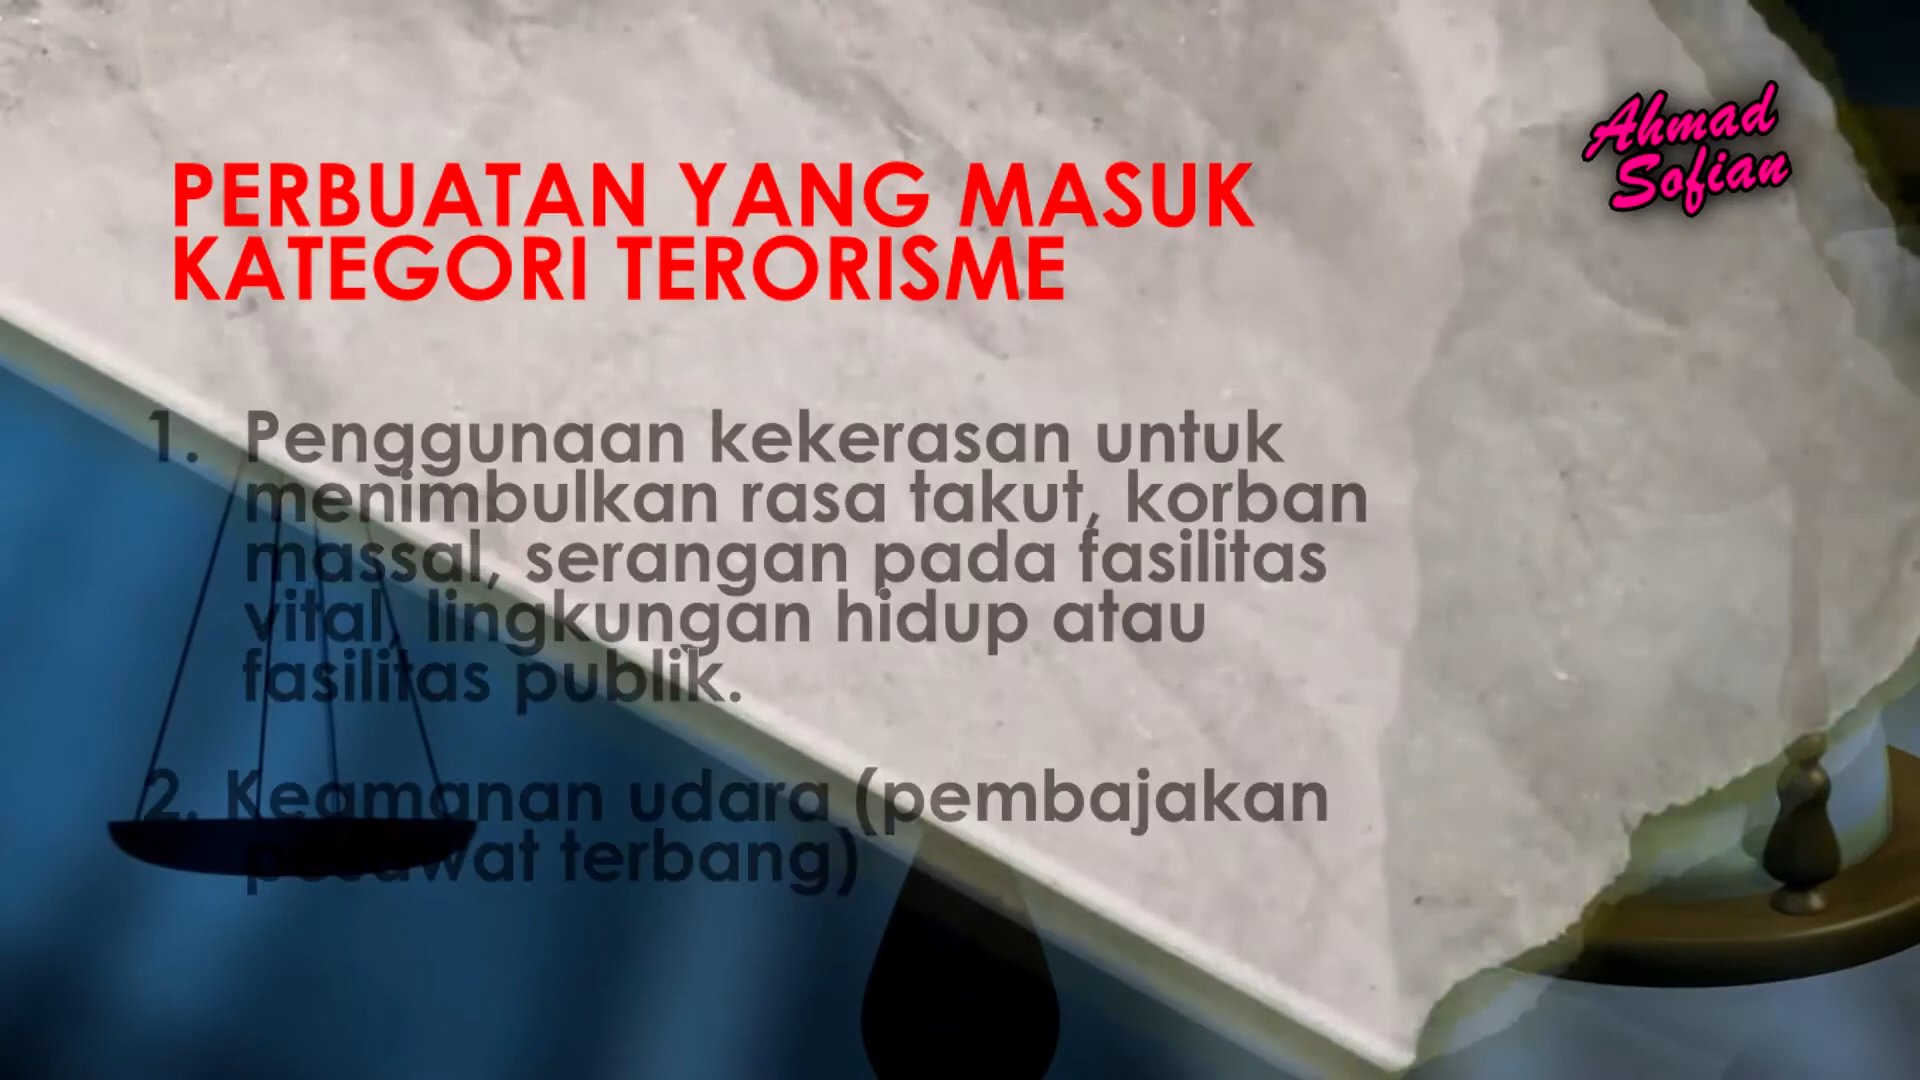 Ahmad
Sofian
PERBUATAN YANG MASUK
KATEGORI TERORISME
1. Penggunaan kekerasan untuk
menimbulkan rasa takut, korban
massal, serangan pada fasilitas
vital, lingkungan hidup atau
fasilitas publik.
2. Keamanan udara (pembajakan
pesawat terbang)